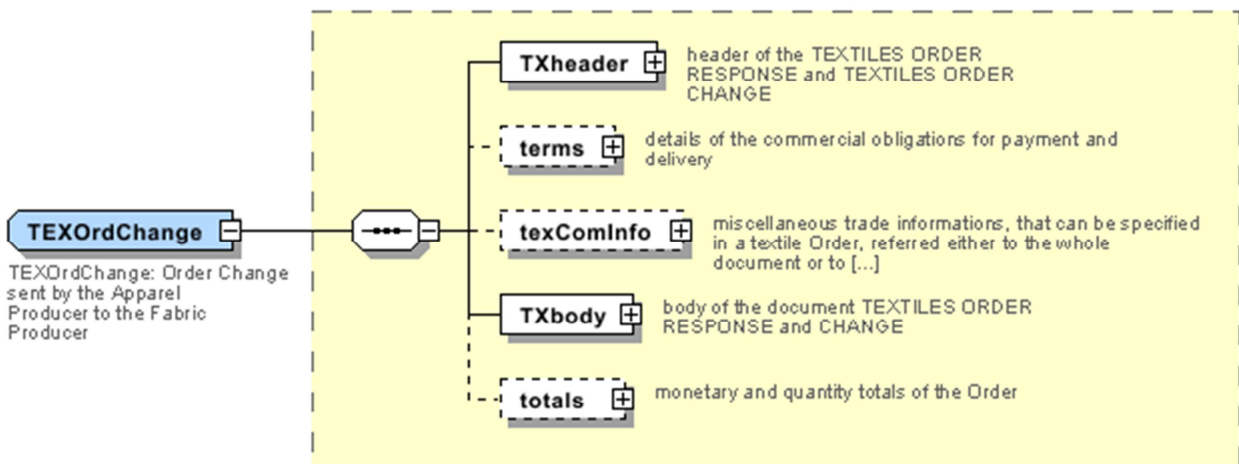 TXheader
header of the TEXTILES ORDER
RESPONSE and TEXTILES ORDER
CHANGE
terms
details of the commercial obligations for payment and
delivery
TEXOrdChange
TEXOrdChange: Order Change
sent by the Apparel
Producer to the Fabric
Producer
texComInfo
miscellaneous trade informations, that can be specified
in a textile Order, referred either to the whole
document or to [...]
TXbody
body of the document TEXTILES ORDER
RESPONSE and CHANGE
totals
monetary and quantity totals of the Order